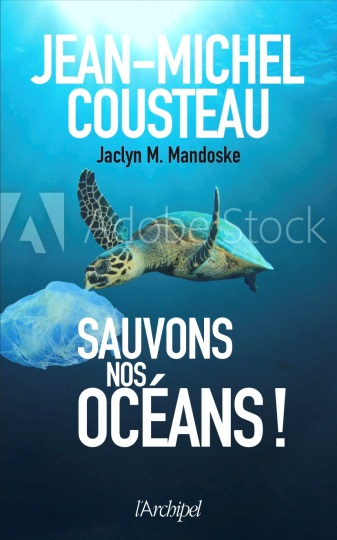 JEAN-MICHEL
COUSTEAU
Jaclyn M. Mandoske
Adobe Stock
SAUVONS
NOS
OCÉANS !
l'Archipel